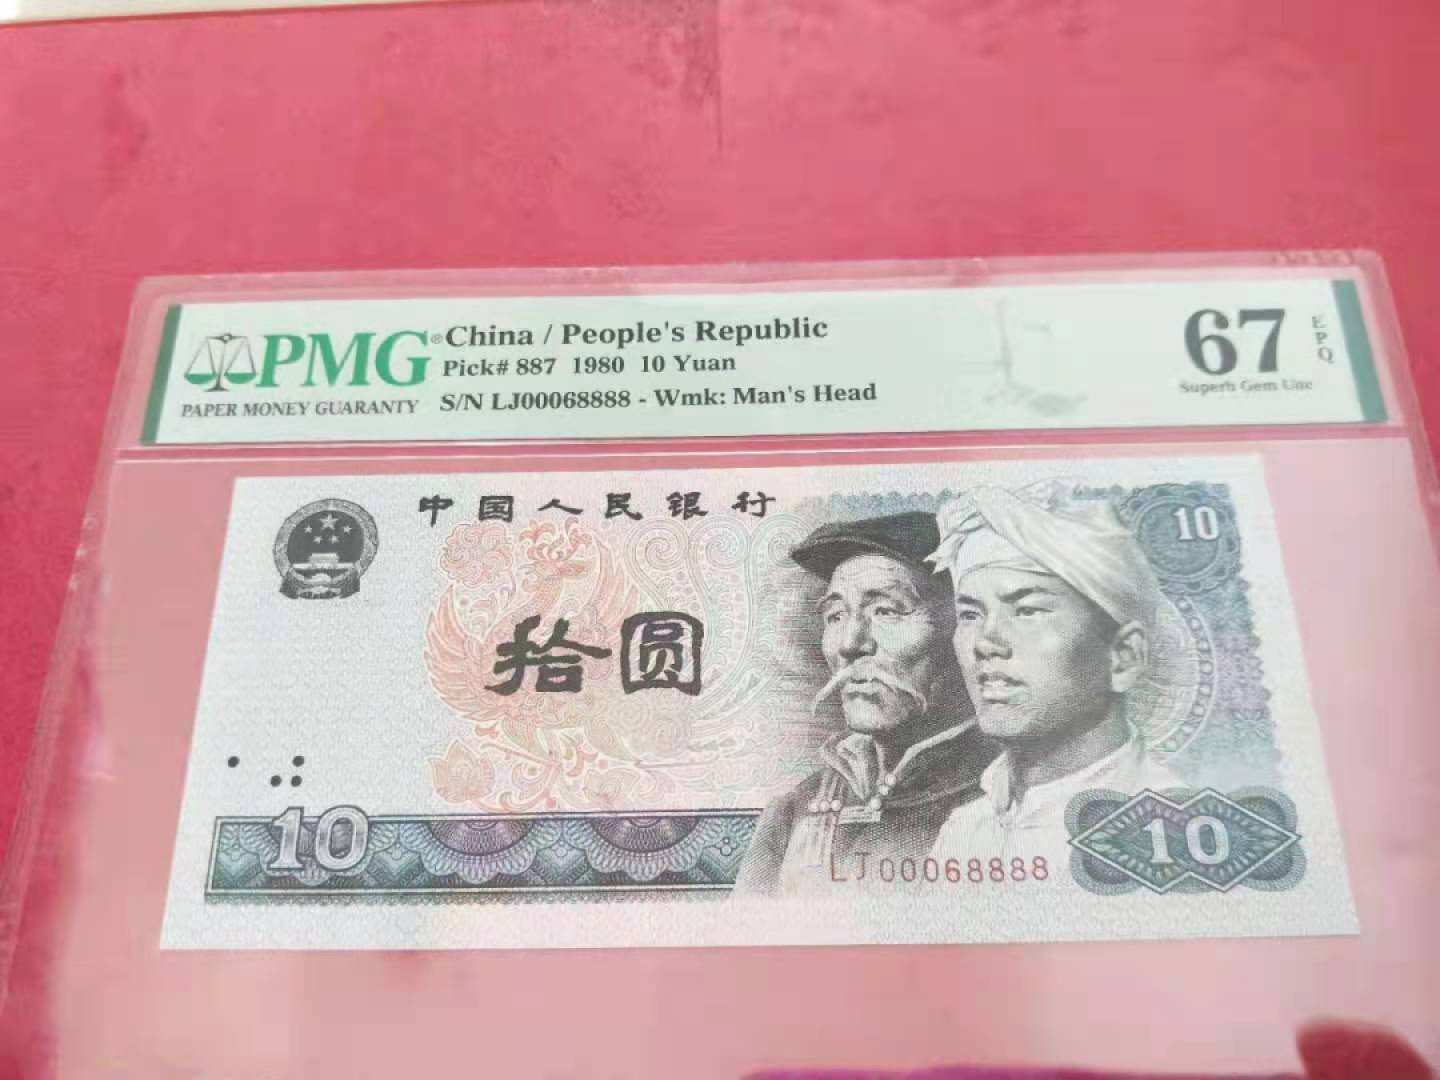 PMG®
PAPER MONEY GUARANTY
China / People's Republic
Pick# 887 1980 10 Yuan
S/N LJ00068888 - Wmk: Man's Head
67
EPQ
Superb Gem Unc
中国人民银行
10
拾圆
10
LJ00068888
10